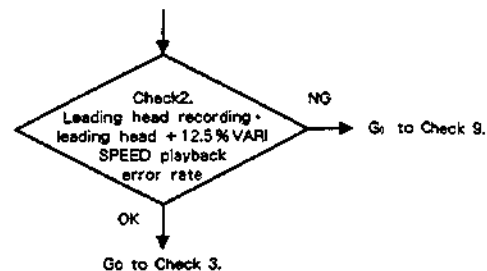 Check2.
Leading head recording •
leading head + 12.5% VARI
SPEED playback
error rate
NG
Go to Check 9.
OK
Go to Check 3.